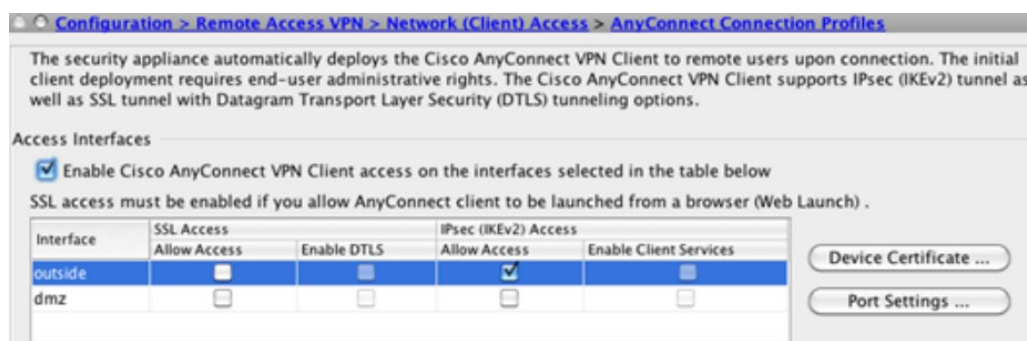 Configuration > Remote Access VPN > Network (Client) Access > AnyConnect Connection Profiles
The security appliance automatically deploys the Cisco AnyConnect VPN Client to remote users upon connection. The initial
client deployment requires end-user administrative rights. The Cisco AnyConnect VPN Client supports IPsec (IKEv2) tunnel as
well as SSL tunnel with Datagram Transport Layer Security (DTLS) tunneling options.
Access Interfaces
Enable Cisco AnyConnect VPN Client access on the interfaces selected in the table below
SSL access must be enabled if you allow AnyConnect client to be launched from a browser (Web Launch) .
Interface SSL Access IPsec (IKEv2) Access
Allow Access Enable DTLS Allow Access Enable Client Services
outside
dmz
Device Certificate ...
Port Settings ...